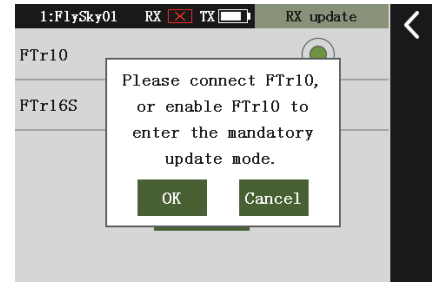 1:FlySky01 RX TX RX update
FTr10
Please connect FTr10,
or enable FTr10 to
FTr16S
enter the mandatory
update mode.
OK Cancel